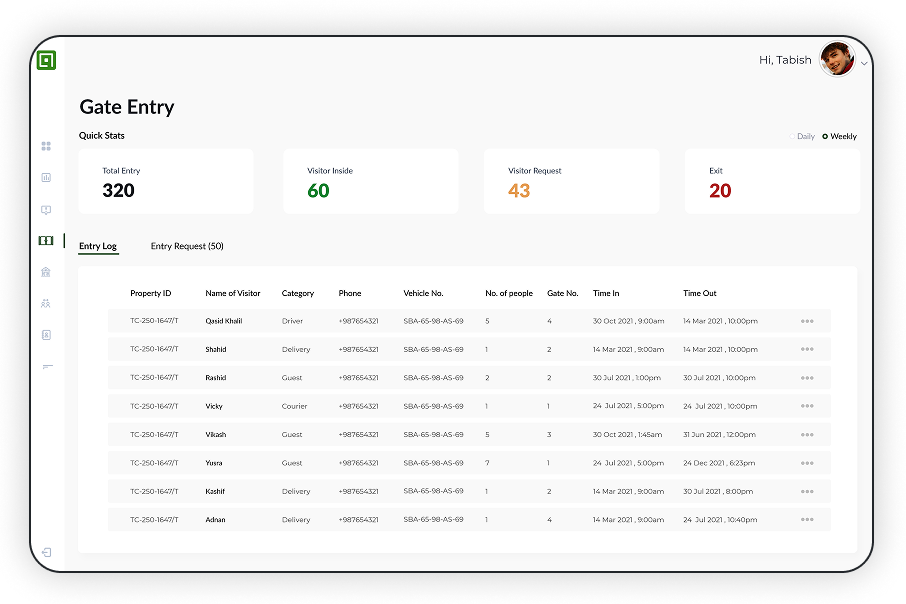 Hi, Tabish
Gate Entry
Quick Stats
Daily Weekly
Total Entry Visitor Inside Visitor Request Exit
320 60 43 20
Entry Log Entry Request (50)
Property ID Name of Visitor Category Phone Vehicle No. No. of people Gate No. Time In Time Out
TC-250-1647/T Qasid Khalil Driver +987654321 SBA-65-98-AS-69 5 4 30 Oct 2021 , 9:00am 14 Mar 2021 , 10:00pm
TC-250-1647/T Shahid Delivery +987654321 SBA-65-98-AS-69 1 2 14 Mar 2021 , 9:00am 14 Mar 2021 , 10:00pm
TC-250-1647/T Rashid Guest +987654321 SBA-65-98-AS-69 2 2 30 Jul 2021 , 1:00pm 30 Jul 2021 , 10:00pm
TC-250-1647/T Vicky Courier +987654321 SBA-65-98-AS-69 1 1 24 Jul 2021 , 5:00pm 24 Jul 2021 , 10:00pm
TC-250-1647/T Vikash Guest +987654321 SBA-65-98-AS-69 5 3 30 Oct 2021 , 1:45am 31 Jun 2021 , 12:00pm
TC-250-1647/T Yusra Guest +987654321 SBA-65-98-AS-69 7 1 24 Jul 2021 , 5:00pm 24 Dec 2021 , 6:23pm
TC-250-1647/T Kashif Delivery +987654321 SBA-65-98-AS-69 1 2 14 Mar 2021 , 9:00am 30 Jul 2021 , 8:00pm
TC-250-1647/T Adnan Delivery +987654321 SBA-65-98-AS-69 1 4 14 Mar 2021 , 9:00am 24 Jul 2021 , 10:40pm